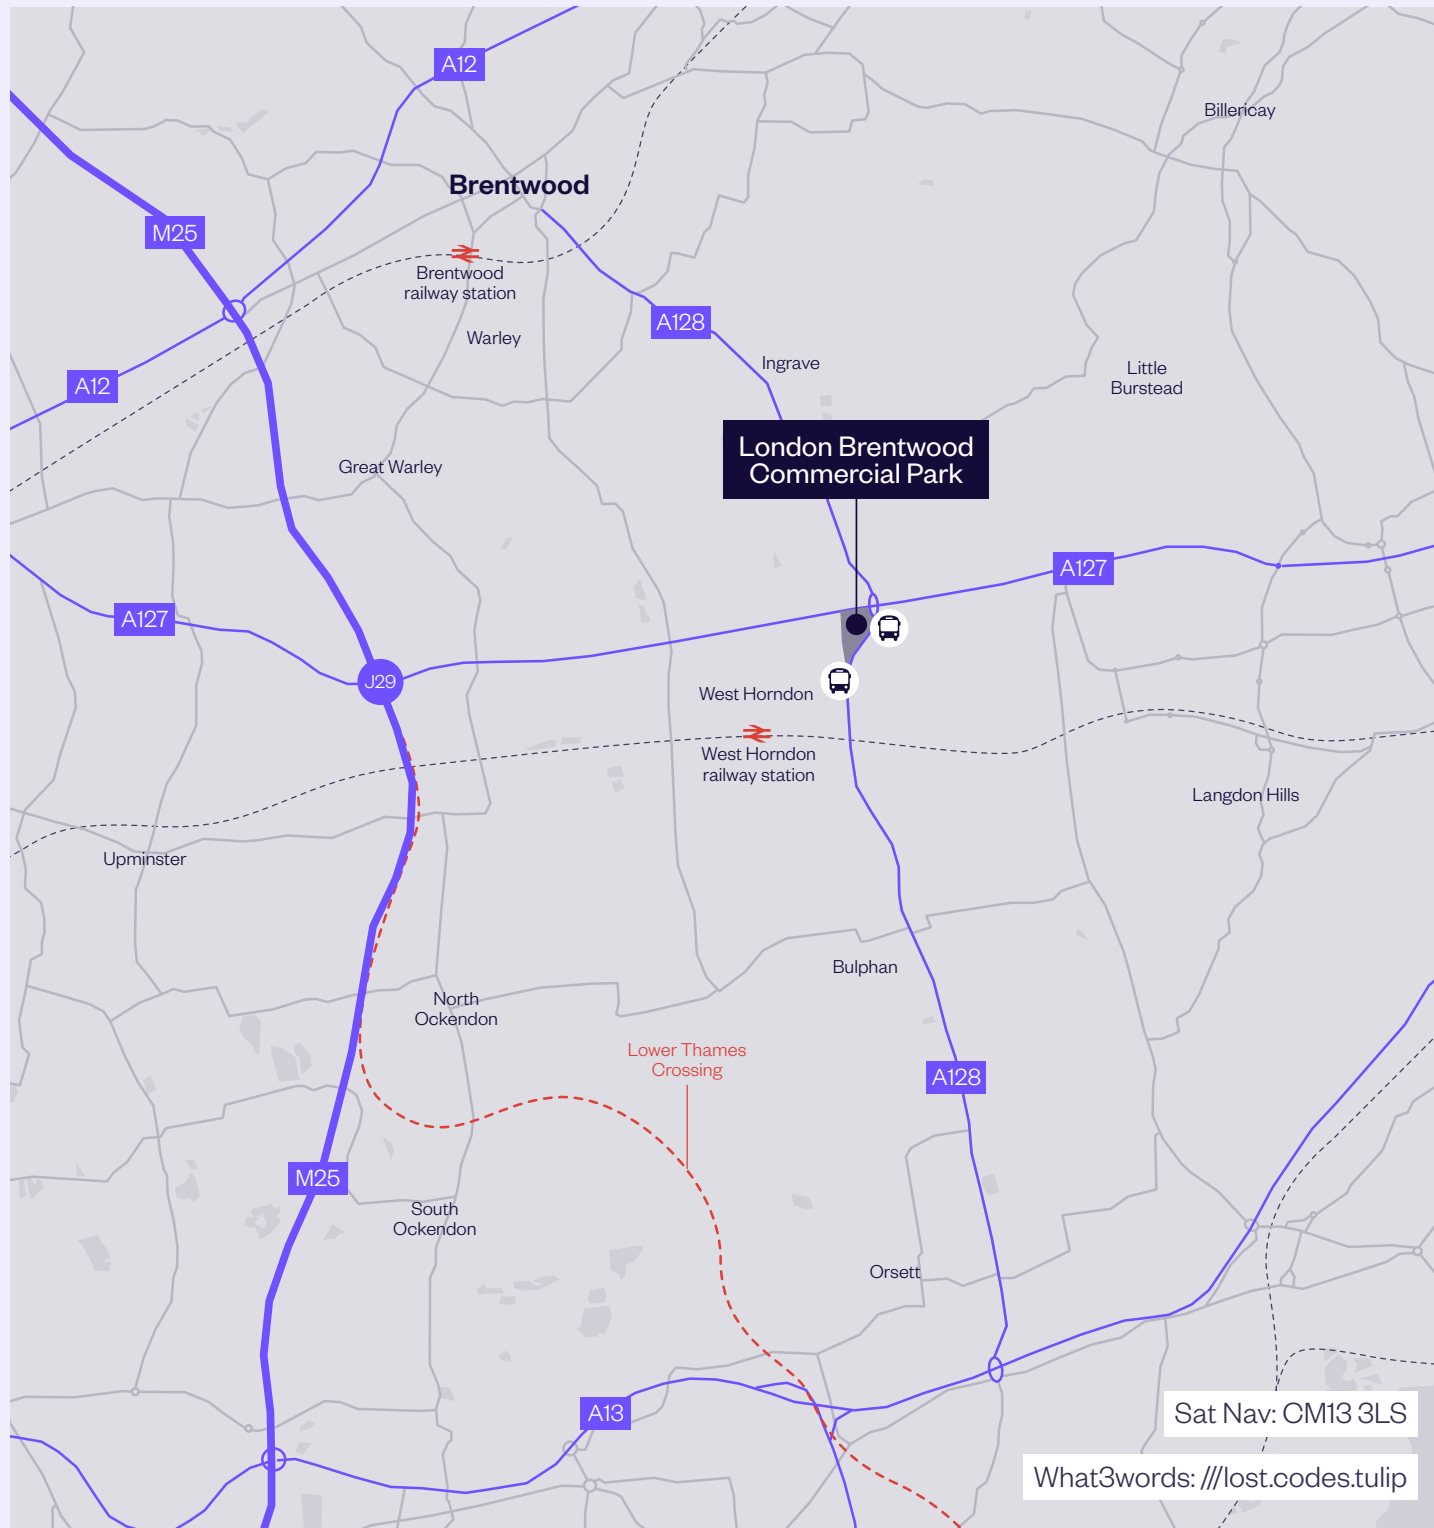 A12
Billericay
Brentwood
M25
Brentwood
railway station
A128
Warley
Ingrave
Little
Burstead
A12
London Brentwood
Commercial Park
Great Warley
A127
A127
J29
West Horndon
West Horndon
railway station
Langdon Hills
Upminster
Bulphan
North
Ockendon
Lower Thames
Crossing
A128
M25
South
Ockendon
Orsett
A13
Sat Nav: CM13 3LS
What3words: ///lost.codes.tulip